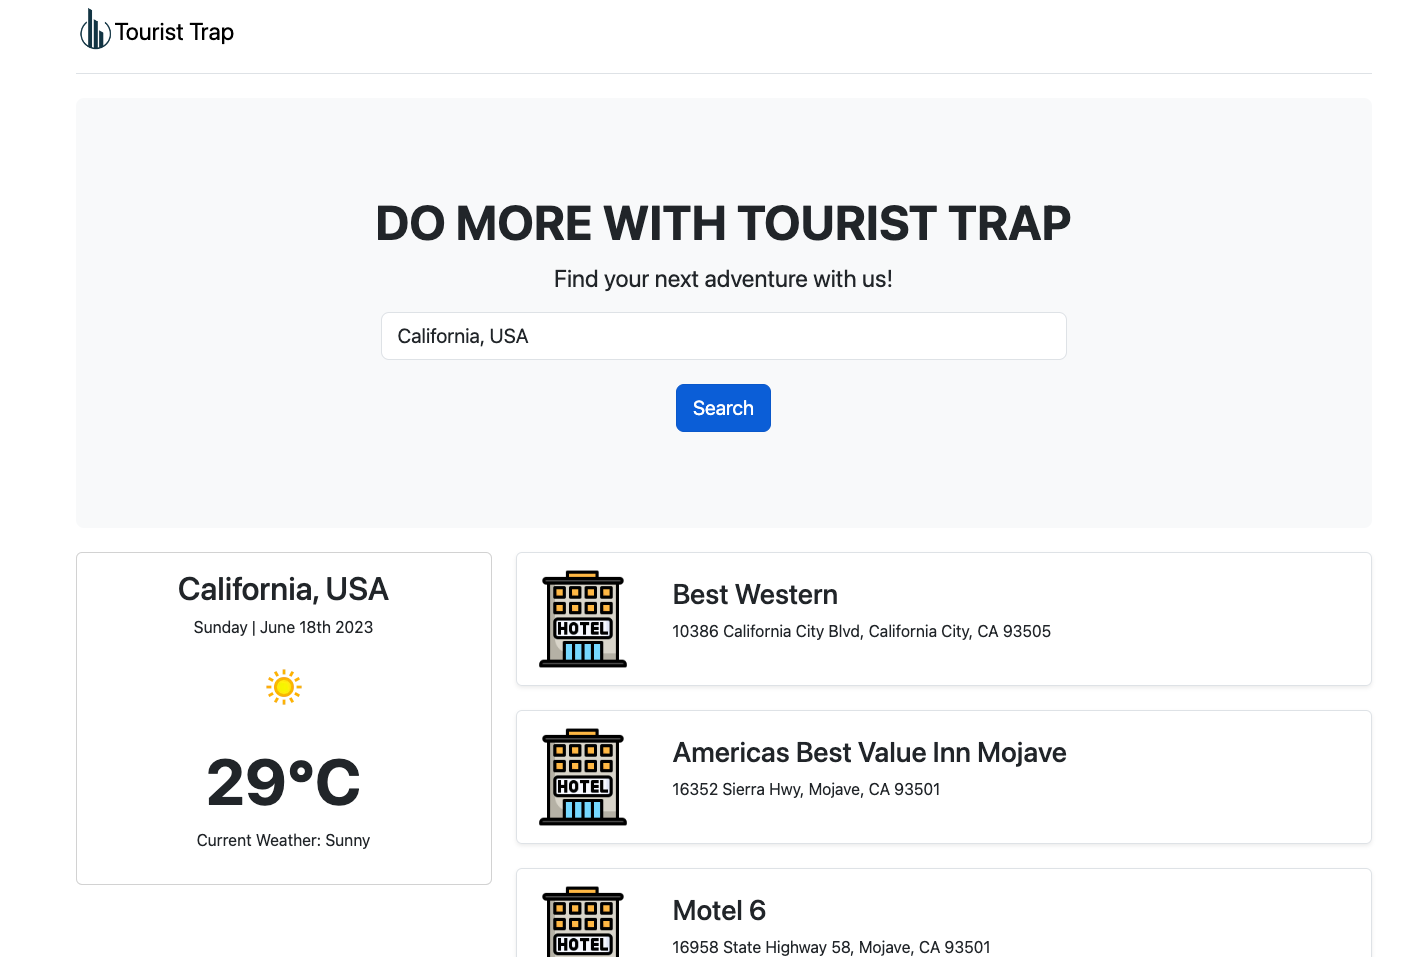 Tourist Trap
DO MORE WITH TOURIST TRAP
Find your next adventure with us!
California, USA
Search
California, USA
Sunday | June 18th 2023
29°C
Current Weather: Sunny
HOTEL
Best Western
10386 California City Blvd, California City, CA 93505
HOTEL
Americas Best Value Inn Mojave
16352 Sierra Hwy, Mojave, CA 93501
HOTEL
Motel 6
16958 State Highway 58, Mojave, CA 93501